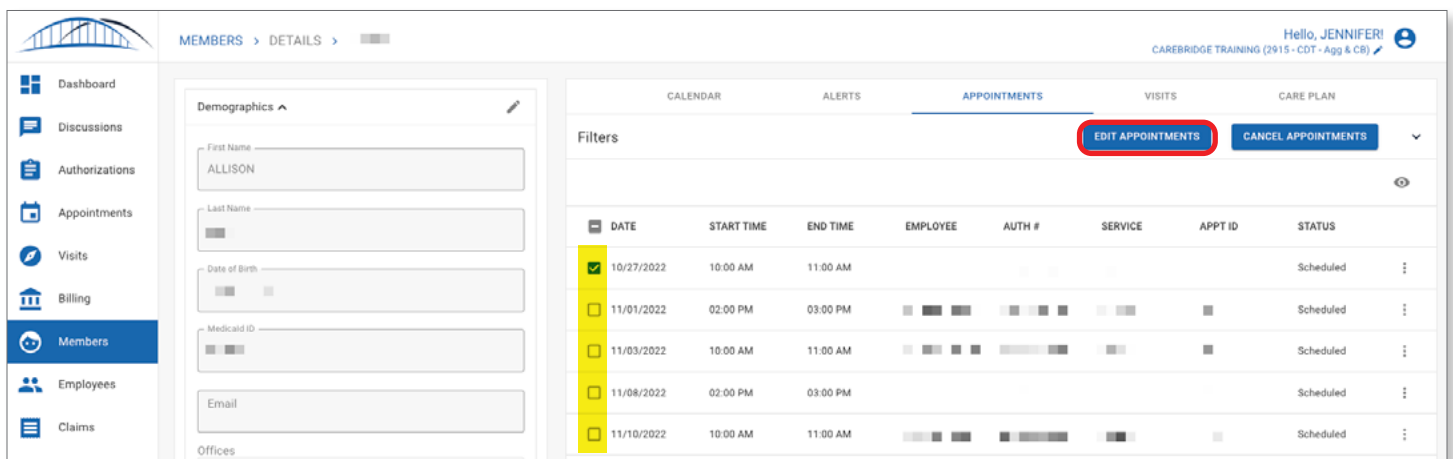 MEMBERS > DETAILS >
Hello, JENNIFER!
CAREBRIDGE TRAINING (2915 - CDT - Agg & CB)
Dashboard
Discussions
Authorizations
Appointments
Visits
Billing
Members
Employees
Claims
Demographics
First Name
ALLISON
Last Name
Date of Birth
Medicaid ID
Email
Offices
CALENDAR ALERTS APPOINTMENTS VISITS CARE PLAN
Filters EDIT APPOINTMENTS CANCEL APPOINTMENTS
DATE START TIME END TIME EMPLOYEE AUTH # SERVICE APPT ID STATUS
10/27/2022 10:00 AM 11:00 AM Scheduled
11/01/2022 02:00 PM 03:00 PM Scheduled
11/03/2022 10:00 AM 11:00 AM Scheduled
11/08/2022 02:00 PM 03:00 PM Scheduled
11/10/2022 10:00 AM 11:00 AM Scheduled